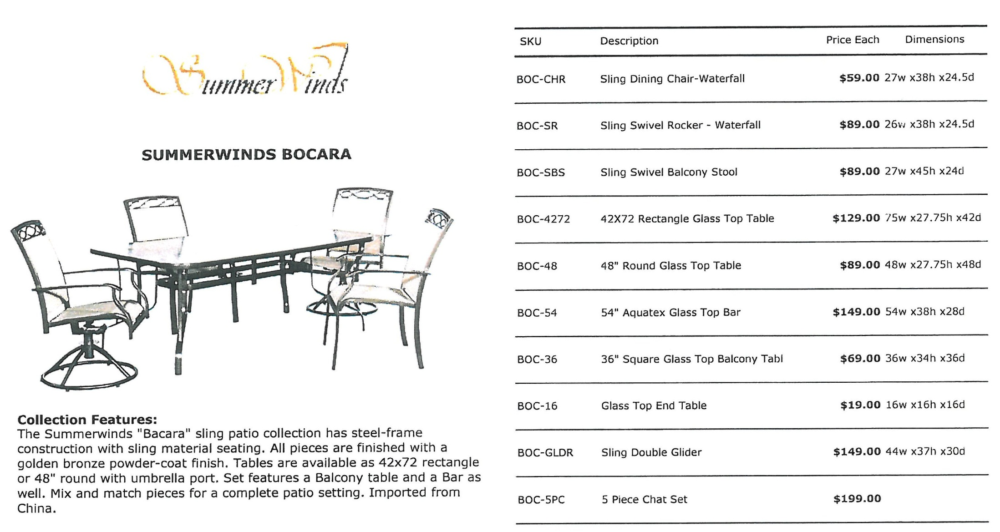 SummerWinds
SUMMERWINDS BOCARA
Collection Features:
The Summerwinds "Bacara" sling patio collection has steel-frame
construction with sling material seating. All pieces are finished with a
golden bronze powder-coat finish. Tables are available as 42x72 rectangle
or 48" round with umbrella port. Set features a Balcony table and a Bar as
well. Mix and match pieces for a complete patio setting. Imported from
China.
SKU Description Price Each Dimensions
BOC-CHR Sling Dining Chair-Waterfall $59.00 27w x38h x24.5d
BOC-SR Sling Swivel Rocker - Waterfall $89.00 26w x38h x24.5d
BOC-SBS Sling Swivel Balcony Stool $89.00 27w x45h x24d
BOC-4272 42X72 Rectangle Glass Top Table $129.00 75w x27.75h x42d
BOC-48 48" Round Glass Top Table $89.00 48w x27.75h x48d
BOC-54 54" Aquatex Glass Top Bar $149.00 54w x38h x28d
BOC-36 36" Square Glass Top Balcony Tabl $69.00 36w x34h x36d
BOC-16 Glass Top End Table $19.00 16w x16h x16d
BOC-GLDR Sling Double Glider $149.00 44w x37h x30d
BOC-5PC 5 Piece Chat Set $199.00